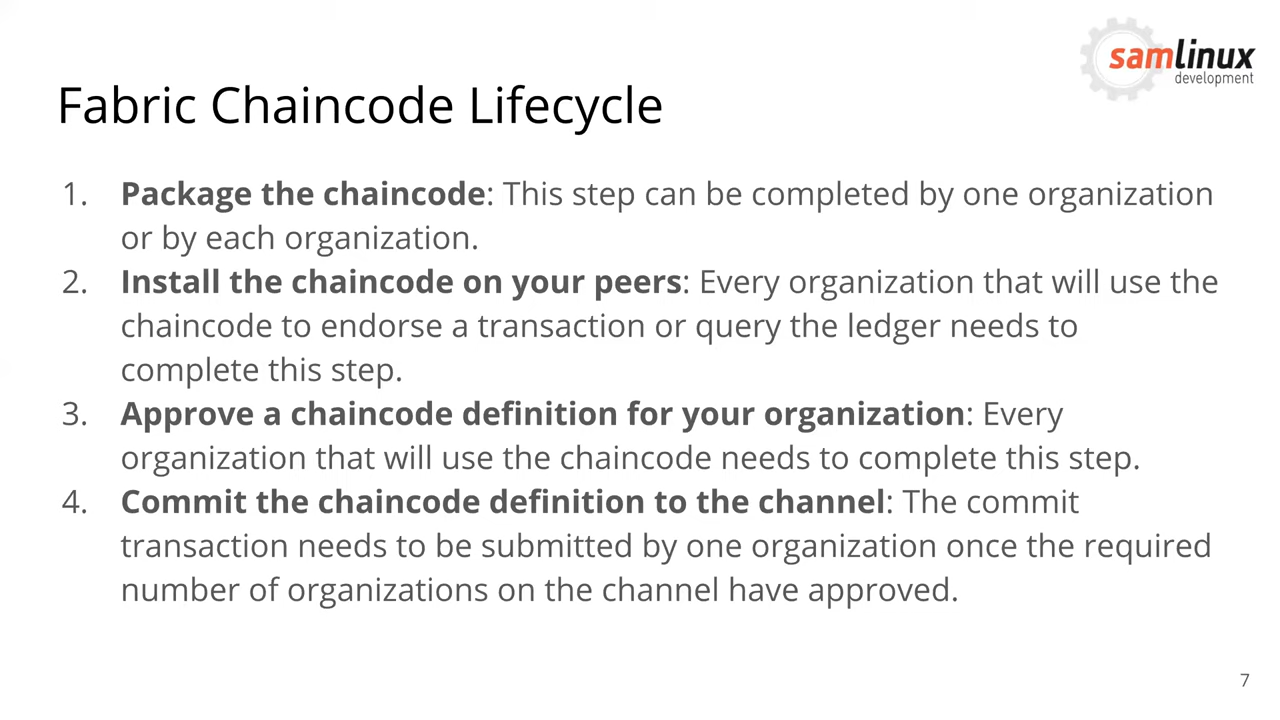 samlinux
development
Fabric Chaincode Lifecycle
1. Package the chaincode: This step can be completed by one organization
or by each organization.
2. Install the chaincode on your peers: Every organization that will use the
chaincode to endorse a transaction or query the ledger needs to
complete this step.
3. Approve a chaincode definition for your organization: Every
organization that will use the chaincode needs to complete this step.
4. Commit the chaincode definition to the channel: The commit
transaction needs to be submitted by one organization once the required
number of organizations on the channel have approved.
7